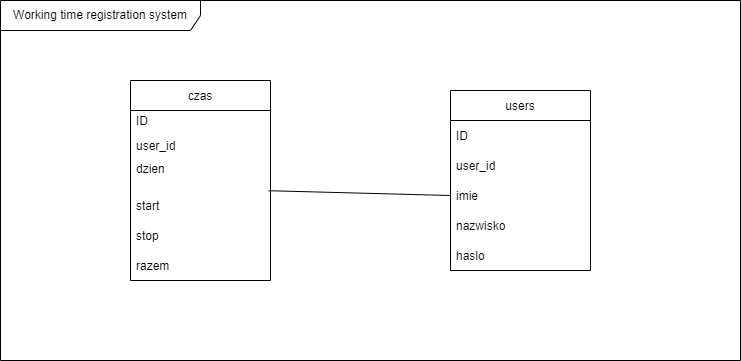 Working time registration system
czas
ID
user_id
dzien
start
stop
razem
users
ID
user_id
imie
nazwisko
haslo